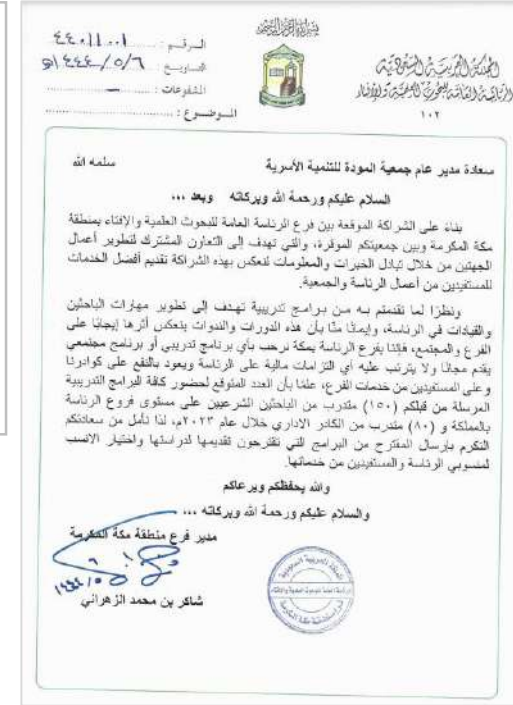 بسم الله الرحمن الرحيم
المملكة العربية السعودية
الرئاسة العامة للبحوث العلمية والإفتاء
١٠٢
الرقم : ٤٤٠١١٠٠١
التاريخ : ١٤٤٤/٥/٦هـ
المشفوعات :
الموضوع :
سعادة مدير عام جمعية المودة للتنمية الأسرية سلمه الله
السلام عليكم ورحمة الله وبركاته وبعد ...
بناءً على الشراكة الموقعة بين فرع الرئاسة العامة للبحوث العلمية والإفتاء بمنطقة
مكة المكرمة وبين جمعيتكم الموقرة، والتي تهدف إلى التعاون المشترك لتطوير أعمال
الجهتين من خلال تبادل الخبرات والمعلومات لتعكس بهذه الشراكة تقديم أفضل الخدمات
للمستفيدين من أعمال الرئاسة والجمعية.
ونظرًا لما تقدمتم به من برامج تدريبية تهدف إلى تطوير مهارات الباحثين
والقيادات في الرئاسة، وإيمانًا منّا بأن هذه الدورات والندوات ينعكس أثرها إيجابًا على
الفرع والمجتمع، فإننا بفرع الرئاسة بمكة نرحب بأي برنامج تدريبي أو برنامج مجتمعي
يقدم مجانًا ولا يترتب عليه أي التزامات مالية على الرئاسة ويعود بالنفع على كوادرنا
وعلى المستفيدين من خدمات الفرع، علمًا بأن العدد المتوقع لحضور كافة البرامج التدريبية
المرسلة من قبلكم (١٥٠) متدرب من الباحثين الشرعيين على مستوى فروع الرئاسة
بالمملكة و (٨٠) متدرب من الكادر الاداري خلال عام ٢٠٢٣م، لذا نأمل من سعادتكم
التكرم بإرسال المقترح من البرامج التي تقترحون تقديمها لدراستها واختيار الانسب
لمنسوبي الرئاسة والمستفيدين من خدماتها.
والله يحفظكم ويرعاكم
والسلام عليكم ورحمة الله وبركاته ...
مدير فرع منطقة مكة المكرمة
شاكر بن محمد الزهراني